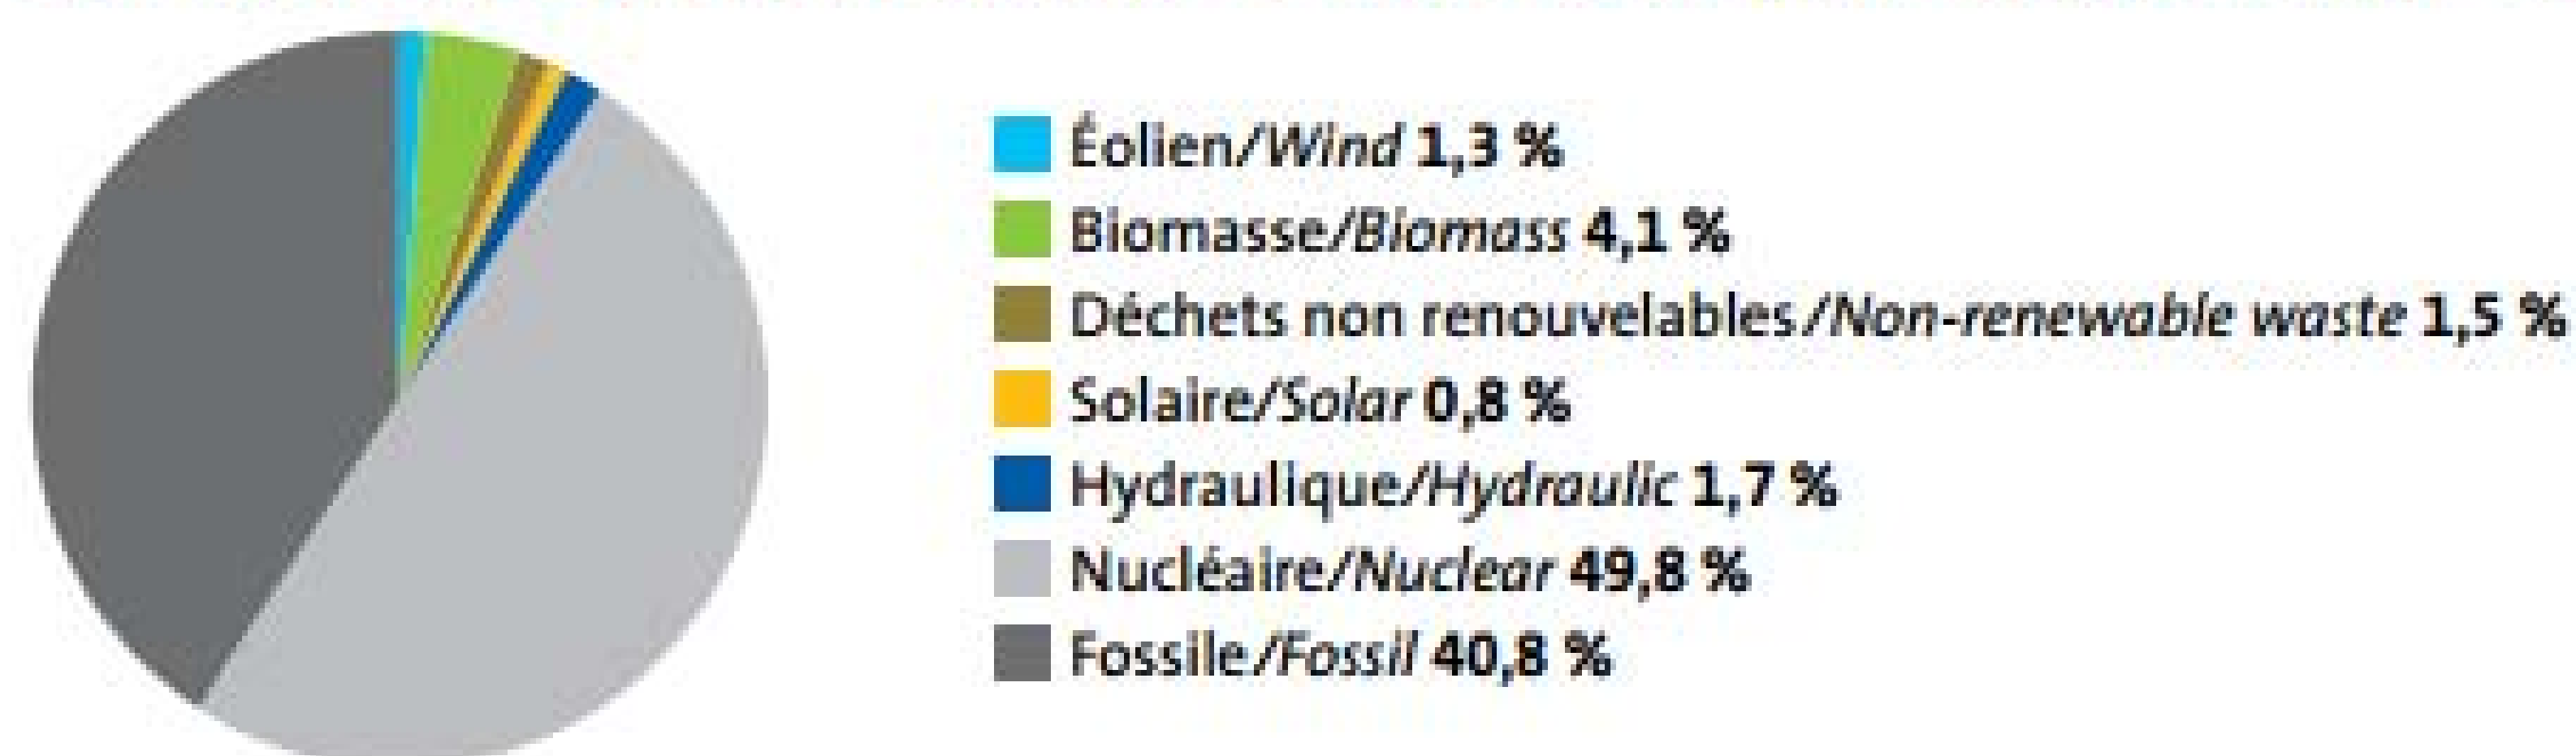 Éolien/Wind 1,3 %
Biomasse/Biomass 4,1 %
Déchets non renouvelables/Non-renewable waste 1,5 %
Solaire/Solar 0,8 %
Hydraulique/Hydraulic 1,7 %
Nucléaire/Nuclear 49,8 %
Fossile/Fossil 40,8 %